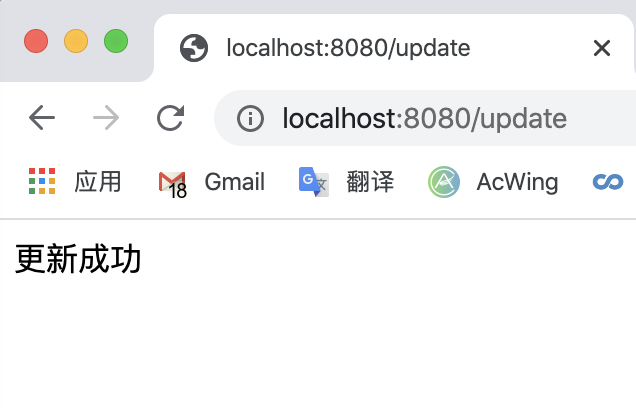 localhost:8080/update
localhost:8080/update
应用 18 Gmail 翻译 AcWing
更新成功